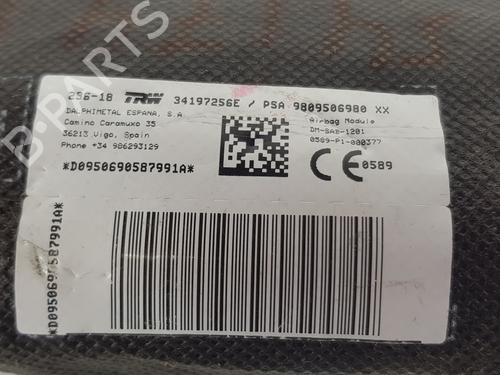 256-18 TRW 34197256E / PSA 9809506980 XX
DALPHIMETAL ESPANA, S.A
Camino Caramuxo 35
36213 Vigo, Spain
Phone +34 986293129
Airbag Module
DM-SAB-1201
0589-P1-000377
CE 0589
*D0950690587991A*
*D0950690587991A*
B-PARTS